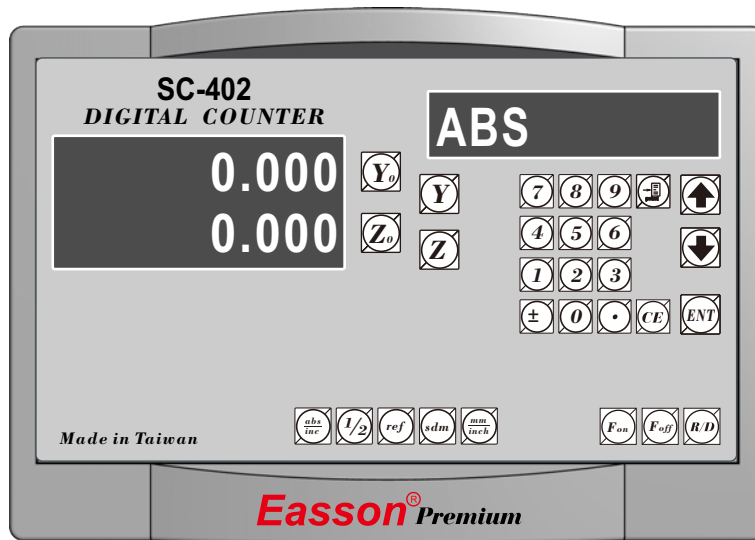 SC-402
DIGITAL COUNTER
ABS
0.000
0.000
Y0
Z0
Y
Z
7 8 9
4 5 6
1 2 3
± 0 · CE ENT
abs
inc
1/2
ref
sdm
mm
inch
Fon
Foff
R/D
Made in Taiwan
Easson® Premium